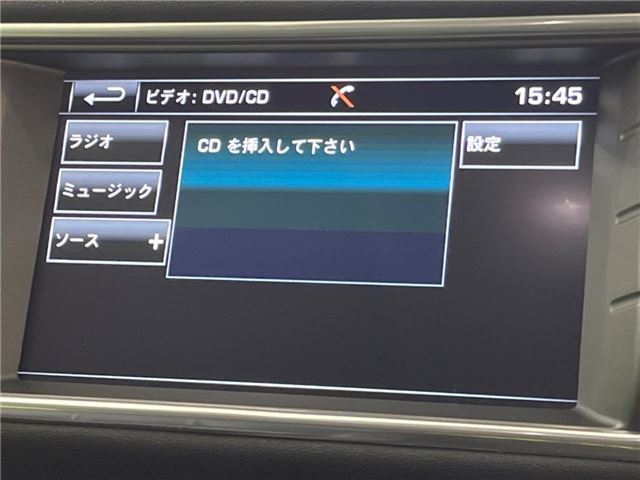 ビデオ: DVD/CD
15:45
ラジオ
CD を挿入して下さい
設定
ミュージック
ソース +